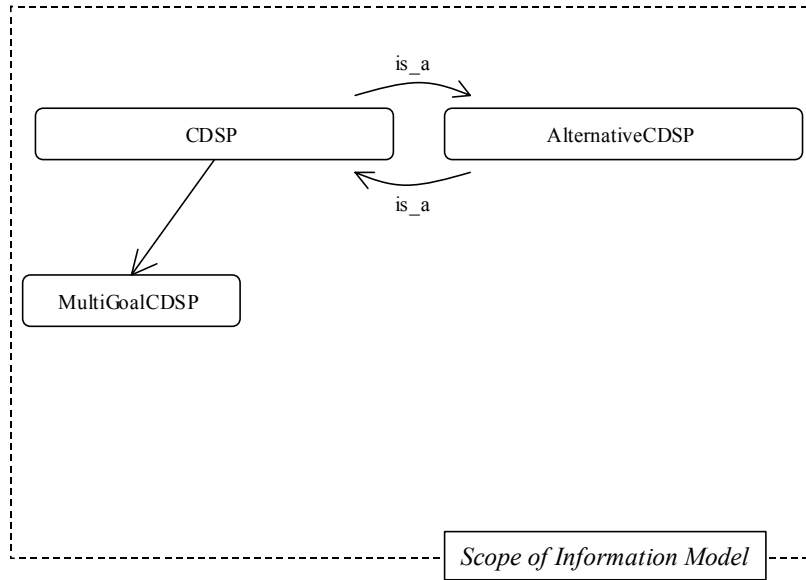 is_a
CDSP
AlternativeCDSP
is_a
MultiGoalCDSP
Scope of Information Model